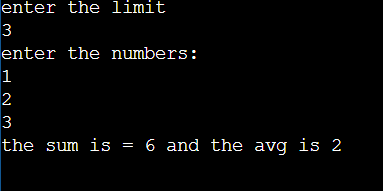 enter the limit
3
enter the numbers:
1
2
3
the sum is = 6 and the avg is 2